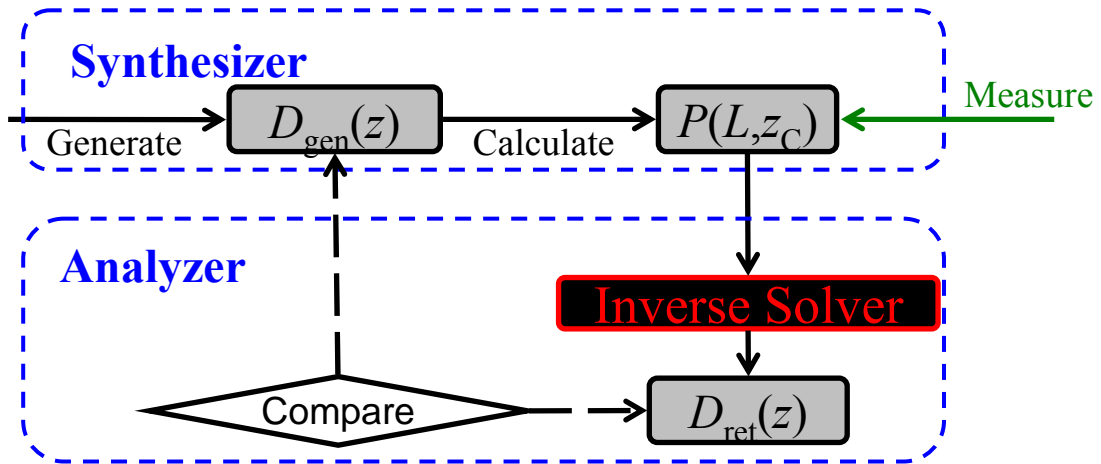 Synthesizer
Measure
Generate
D_gen(z)
Calculate
P(L,z_C)
Analyzer
Inverse Solver
Compare
D_ret(z)